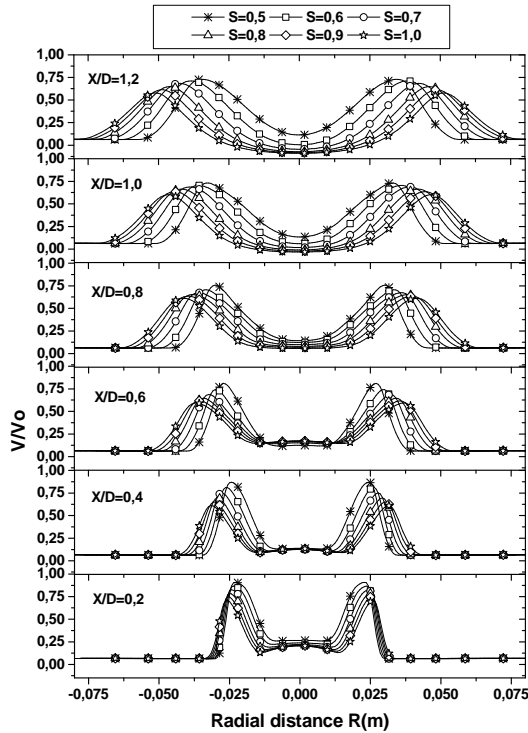 S=0,5 S=0,6 S=0,7
S=0,8 S=0,9 S=1,0
1,00
0,75
0,50
0,25
0,00
X/D=1,2
1,00
0,75
0,50
0,25
0,00
X/D=1,0
1,00
0,75
0,50
0,25
0,00
X/D=0,8
1,00
0,75
0,50
0,25
0,00
X/D=0,6
1,00
0,75
0,50
0,25
0,00
X/D=0,4
1,00
0,75
0,50
0,25
0,00
X/D=0,2
V/Vo
-0,075 -0,050 -0,025 0,000 0,025 0,050 0,075
Radial distance R(m)